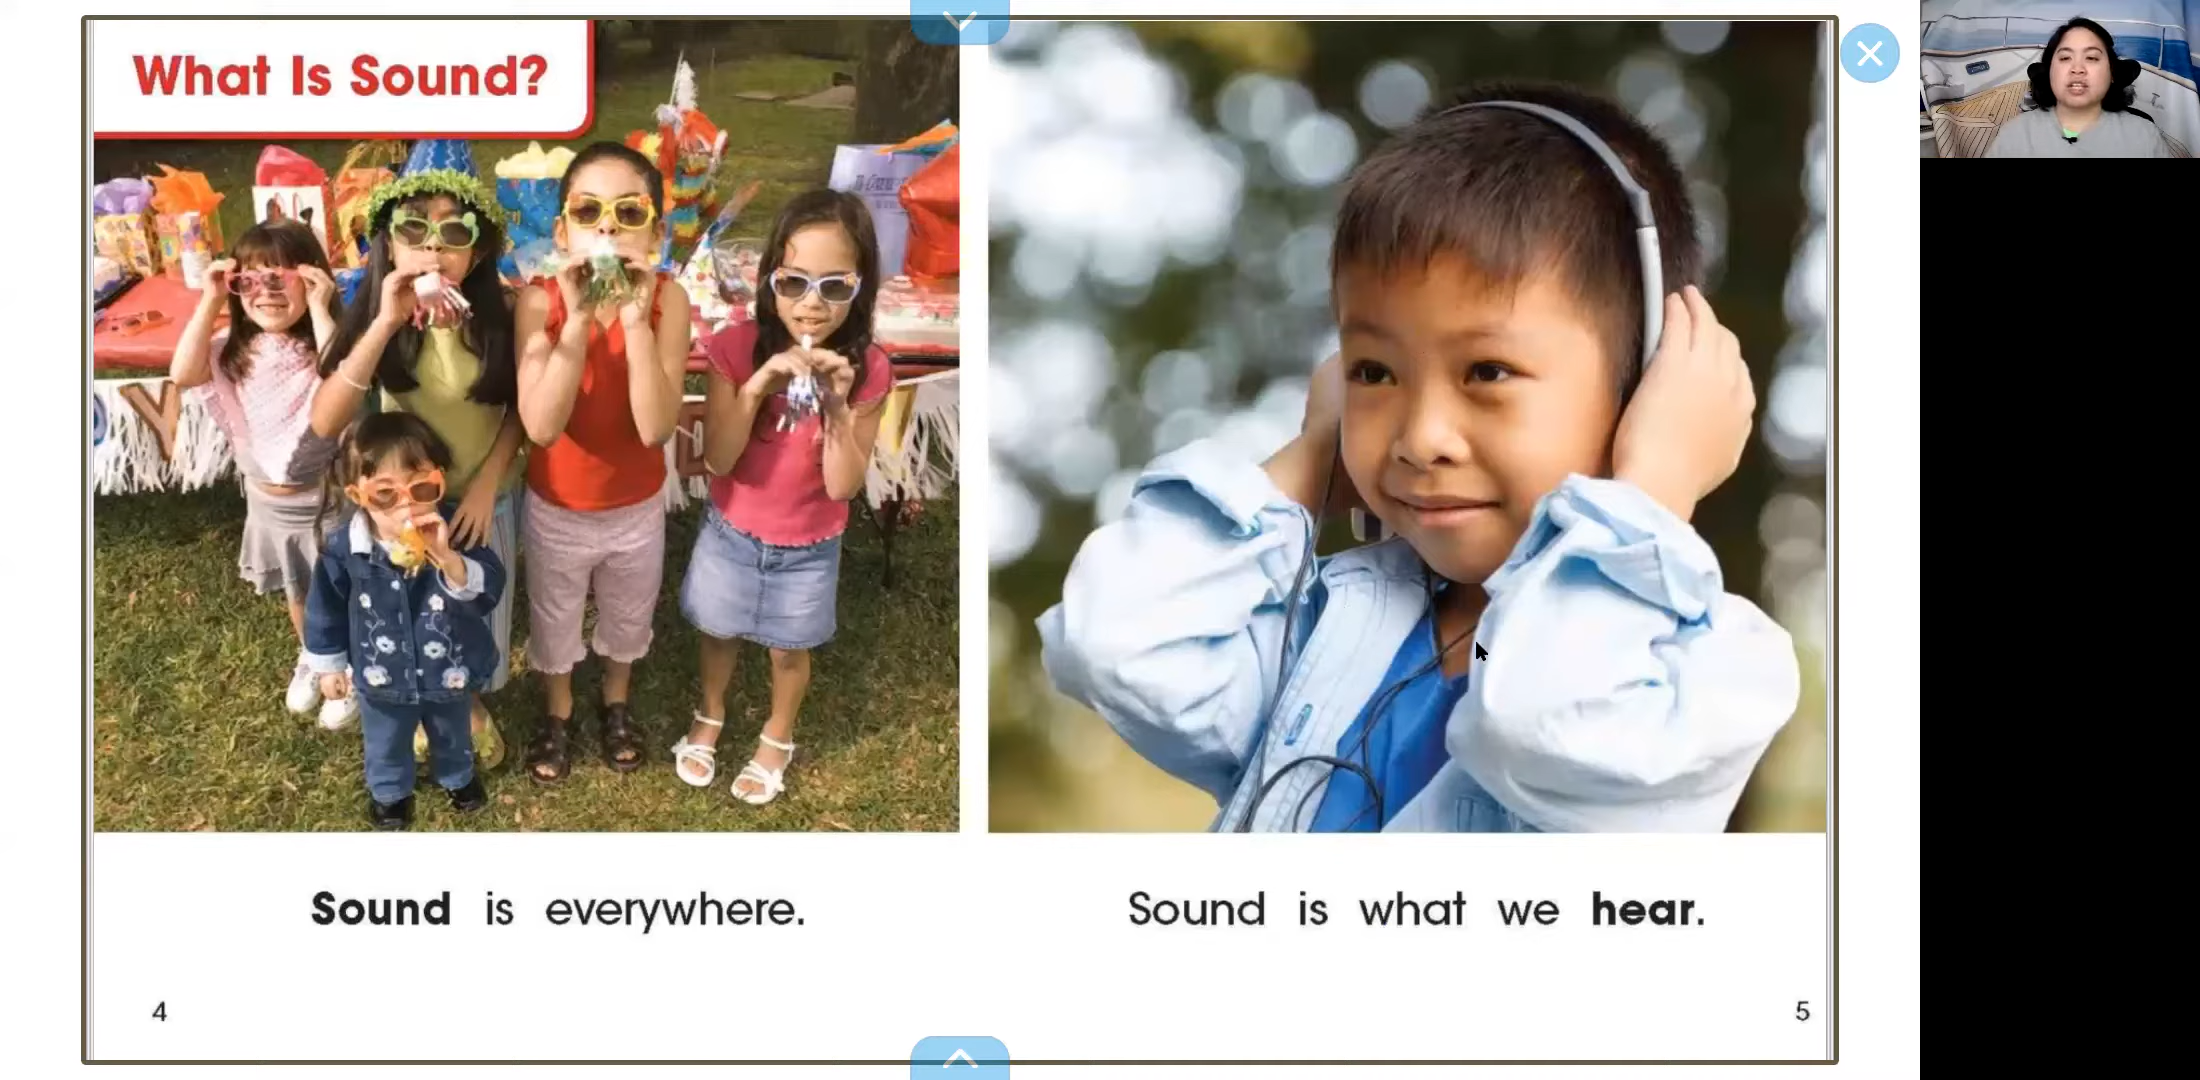 What Is Sound?
Sound is everywhere.
4
Sound is what we hear.
5